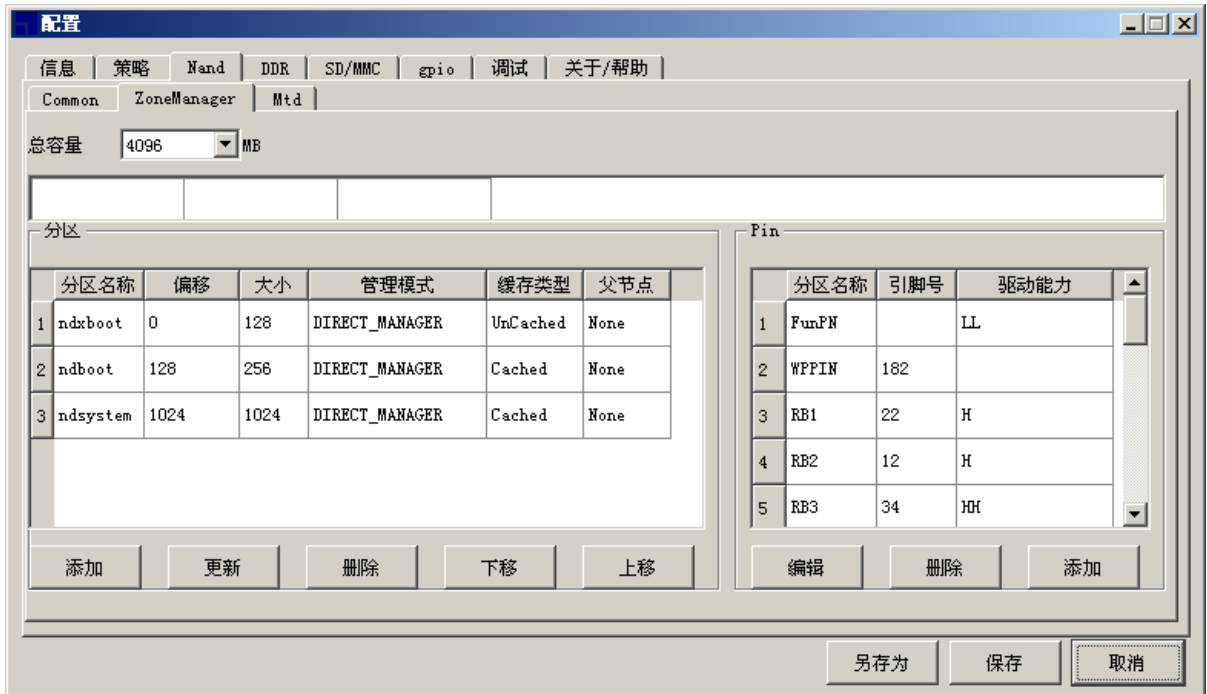 配置
信息 策略 Nand DDR SD/MMC gpio 调试 关于/帮助
Common ZoneManager Mtd
总容量 4096 MB
分区
分区名称 偏移 大小 管理模式 缓存类型 父节点
1 ndxboot 0 128 DIRECT_MANAGER UnCached None
2 ndboot 128 256 DIRECT_MANAGER Cached None
3 ndsystem 1024 1024 DIRECT_MANAGER Cached None
添加 更新 删除 下移 上移
Pin
分区名称 引脚号 驱动能力
1 FunPN LL
2 WPPIN 182
3 RB1 22 H
4 RB2 12 H
5 RB3 34 HH
编辑 删除 添加
另存为 保存 取消